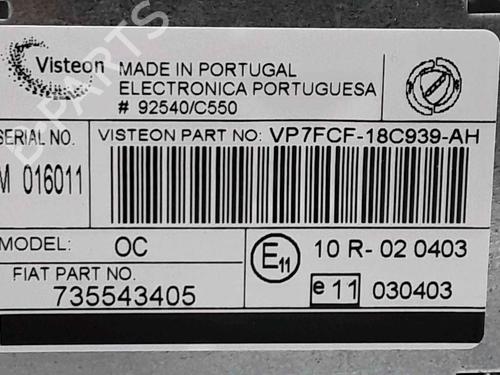 Visteon
MADE IN PORTUGAL
ELECTRONICA PORTUGUESA
# 92540/C550
SERIAL NO.
M 016011
VISTEON PART NO: VP7FCF-18C939-AH
MODEL: OC
FIAT PART NO.
735543405
E11 10 R- 02 0403
e 11 030403
B-PARTS